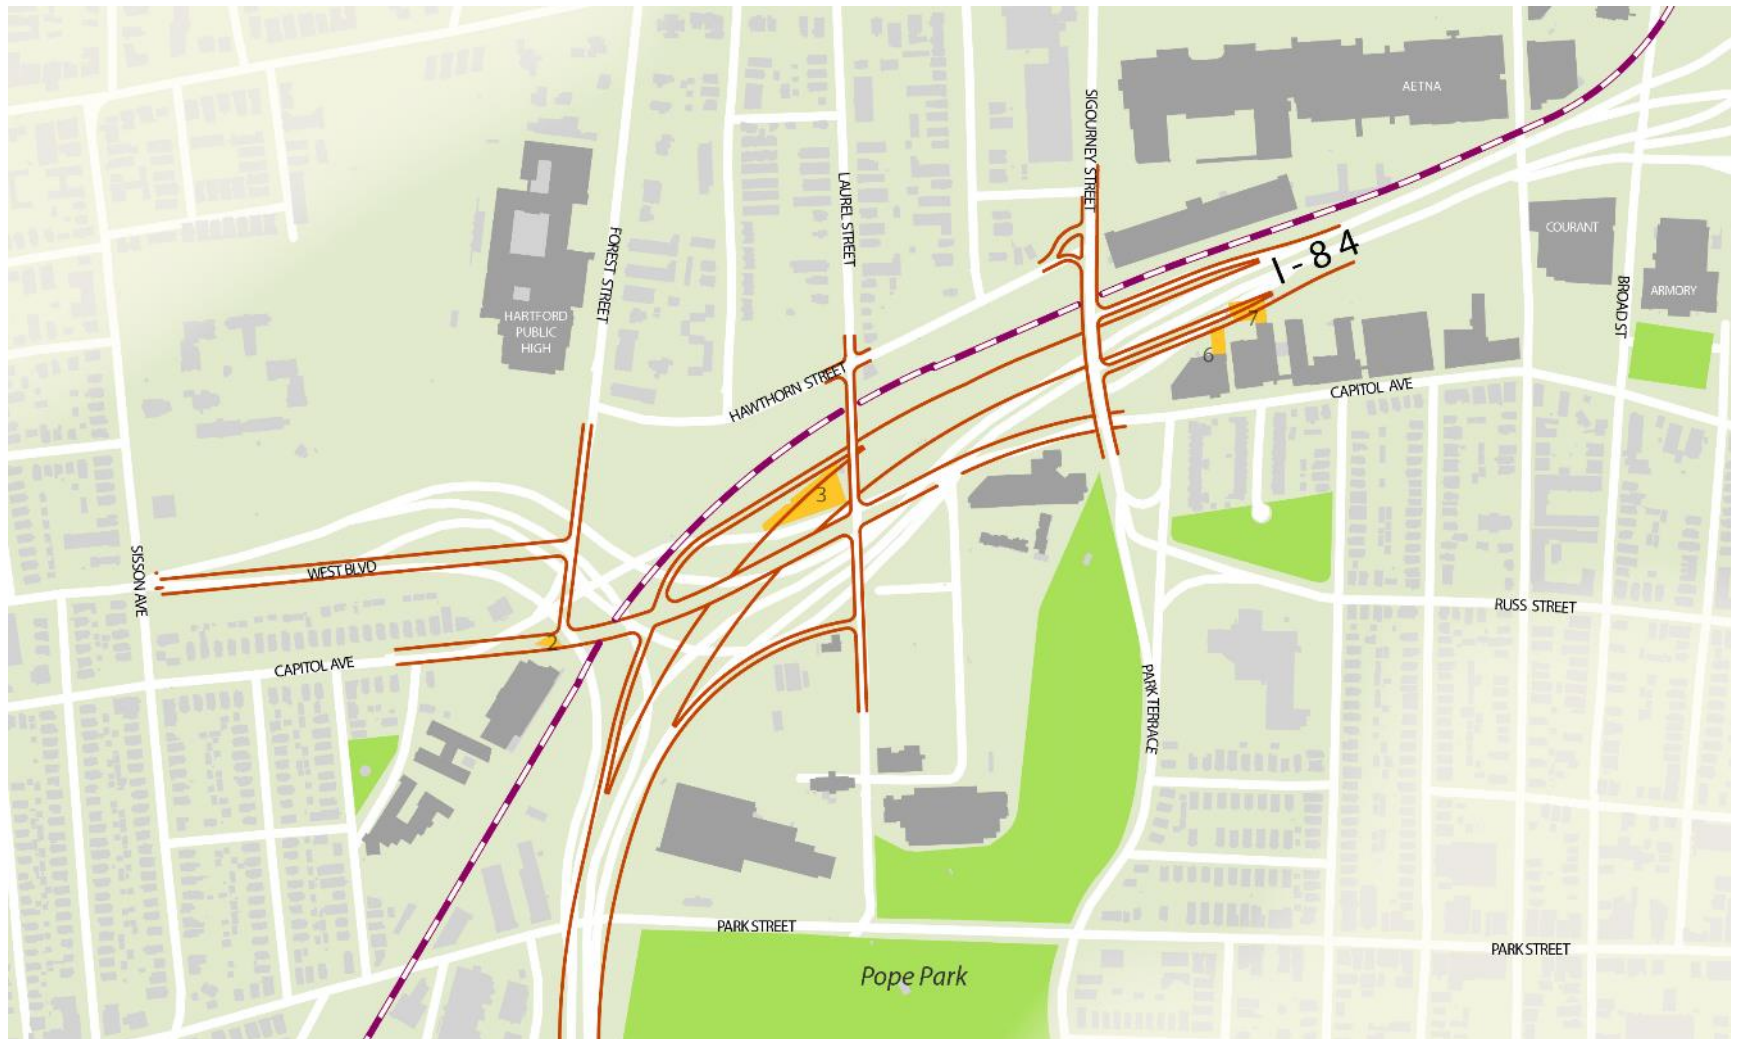 AETNA
SIGOURNEY STREET
LAUREL STREET
COURANT
FOREST STREET
I-84
BROAD ST
ARMORY
HARTFORD
PUBLIC
HIGH
7
6
HAWTHORN STREET
CAPITOL AVE
3
SISSON AVE
WEST BLVD
RUSS STREET
2
CAPITOL AVE
PARK TERRACE
PARK STREET
PARK STREET
Pope Park